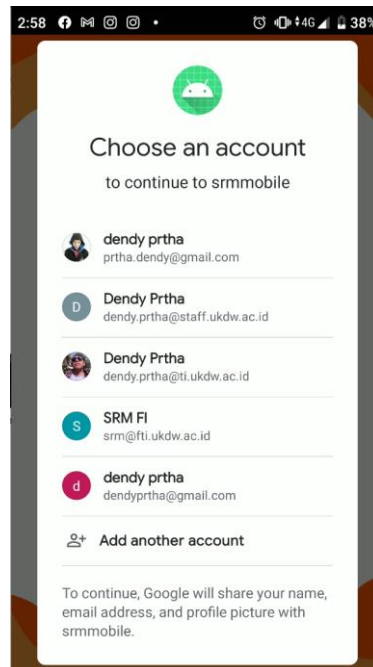 2:58 4G 38%
Choose an account
to continue to srmmobile
dendy prtha
prtha.dendy@gmail.com
D
Dendy Prtha
dendy.prtha@staff.ukdw.ac.id
Dendy Prtha
dendy.prtha@ti.ukdw.ac.id
S
SRM FI
srm@fti.ukdw.ac.id
d
dendy prtha
dendyprtha@gmail.com
Add another account
To continue, Google will share your name,
email address, and profile picture with
srmmobile.